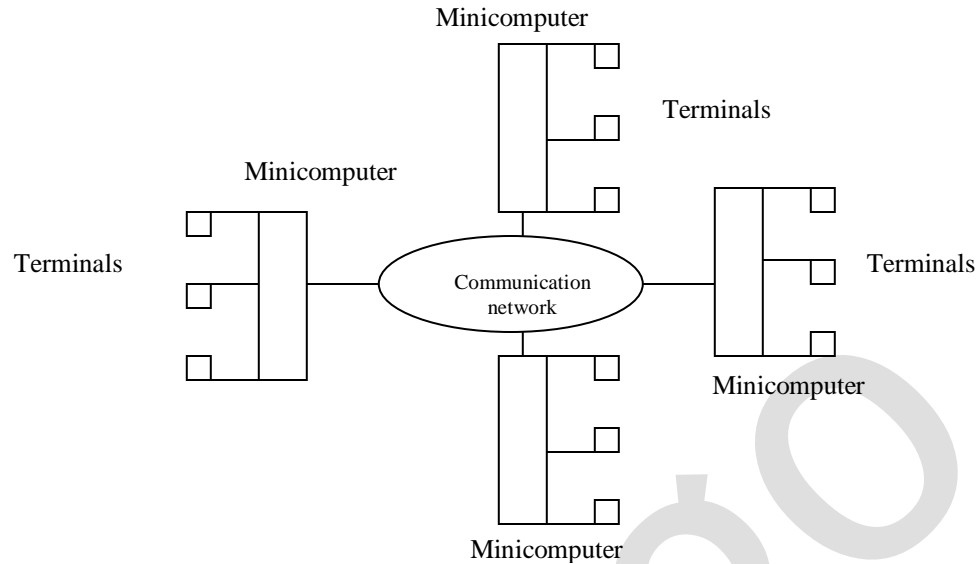 Minicomputer
Terminals
Minicomputer
Terminals
Terminals
Communication
network
Minicomputer
Minicomputer